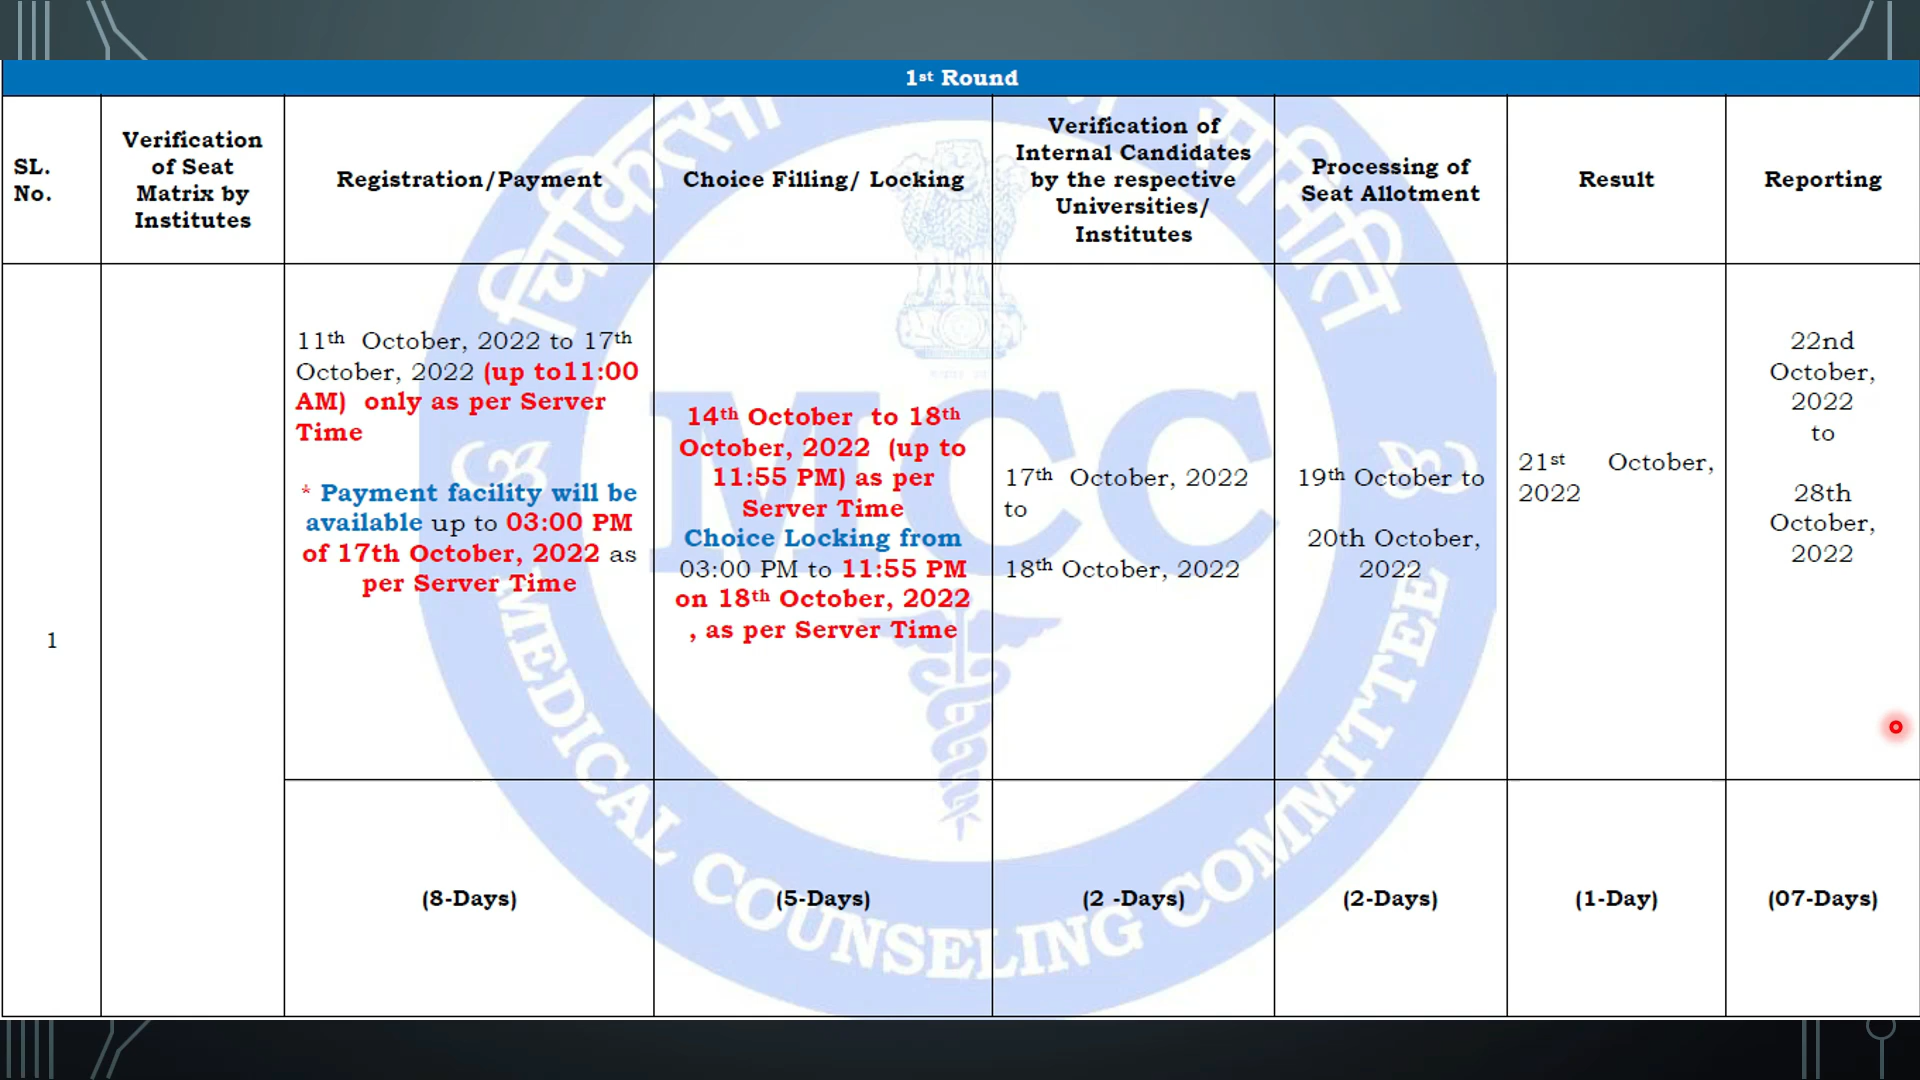 1st Round
SL.
No.
Verification
of Seat
Matrix by
Institutes
Registration/Payment
Choice Filling/ Locking
Verification of
Internal Candidates
by the respective
Universities/
Institutes
Processing of
Seat Allotment
Result
Reporting
1
11th October, 2022 to 17th
October, 2022 (up to11:00
AM) only as per Server
Time
* Payment facility will be
available up to 03:00 PM
of 17th October, 2022 as
per Server Time
14th October to 18th
October, 2022 (up to
11:55 PM) as per
Server Time
Choice Locking from
03:00 PM to 11:55 PM
on 18th October, 2022
, as per Server Time
17th October, 2022
to
18th October, 2022
19th October to
20th October,
2022
21st October,
2022
22nd
October,
2022
to
28th
October,
2022
(8-Days)
(5-Days)
(2 -Days)
(2-Days)
(1-Day)
(07-Days)
MCC
MEDICAL COUNSELING COMMITTEE